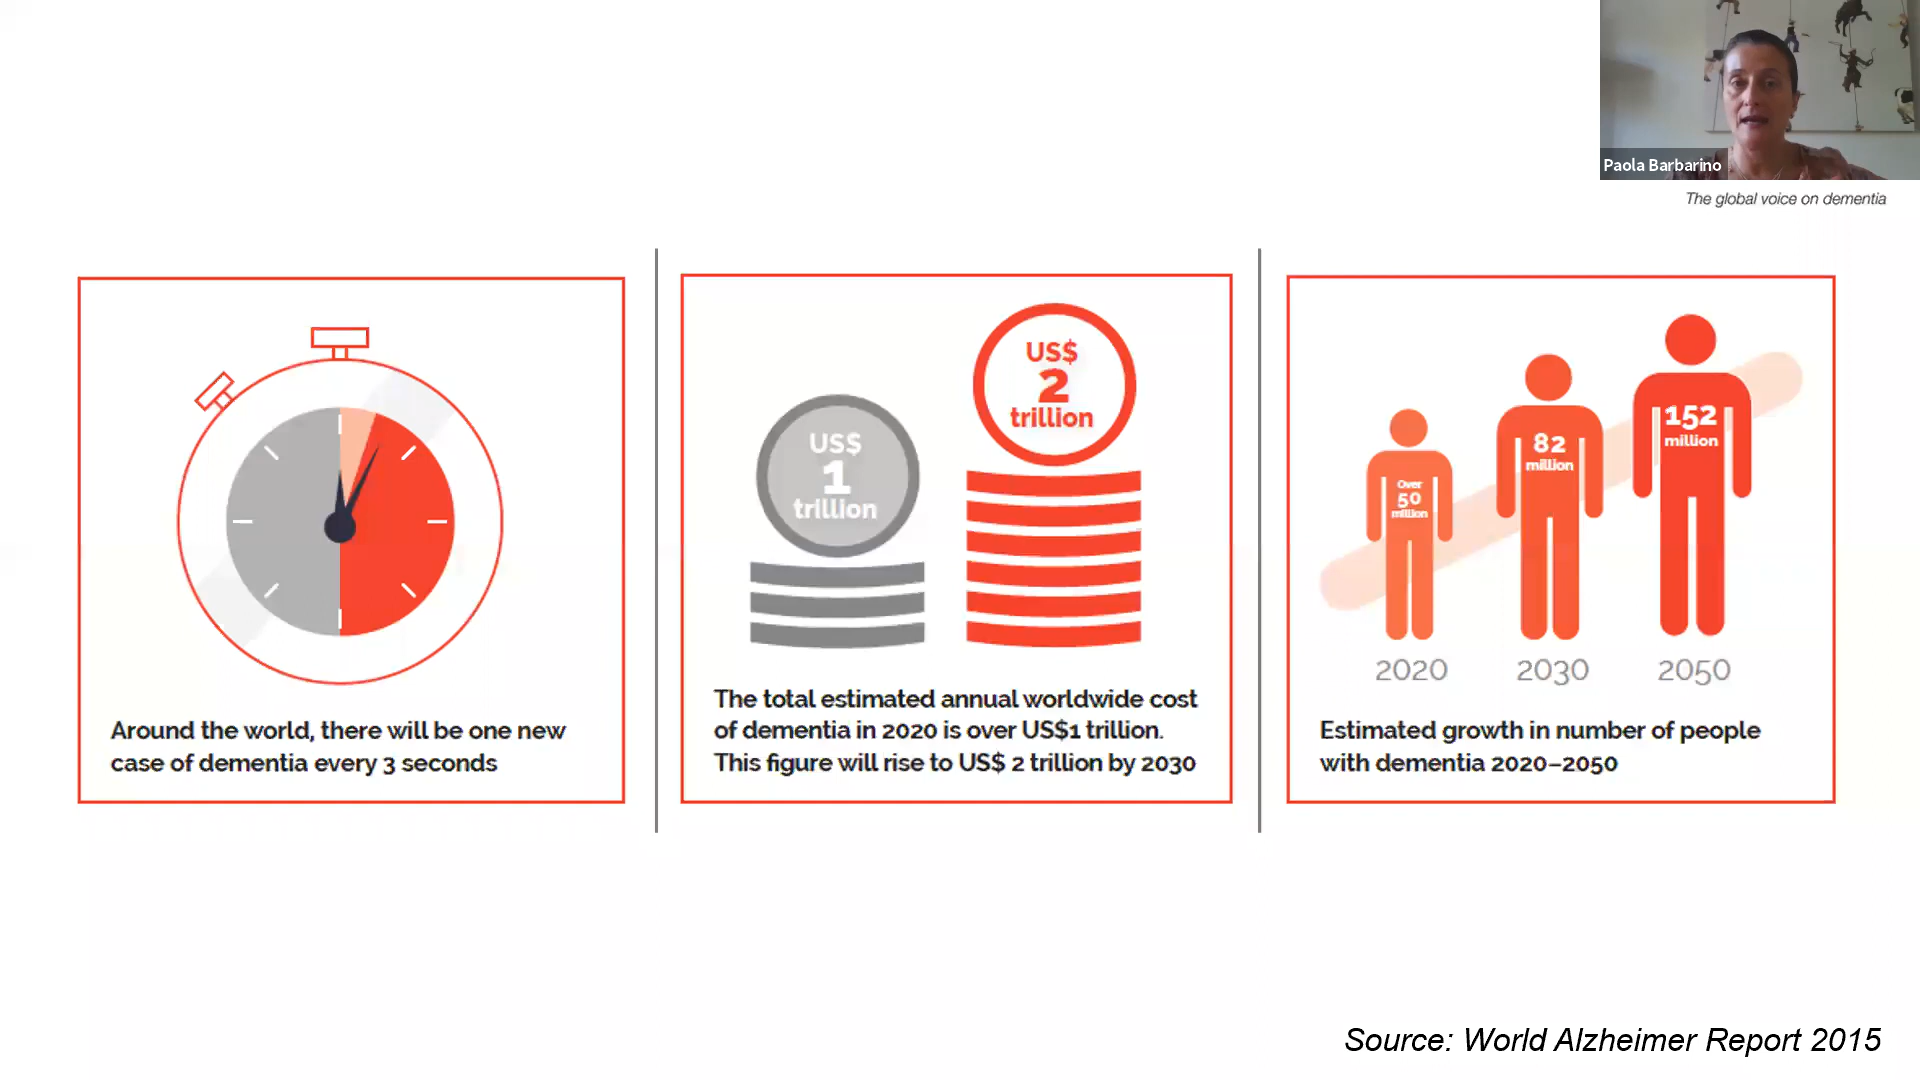 Paola Barbarino
The global voice on dementia
Around the world, there will be one new
case of dementia every 3 seconds
US$
1
trillion
US$
2
trillion
The total estimated annual worldwide cost
of dementia in 2020 is over US$1 trillion.
This figure will rise to US$ 2 trillion by 2030
Over
50
million
82
million
152
million
2020
2030
2050
Estimated growth in number of people
with dementia 2020–2050
Source: World Alzheimer Report 2015